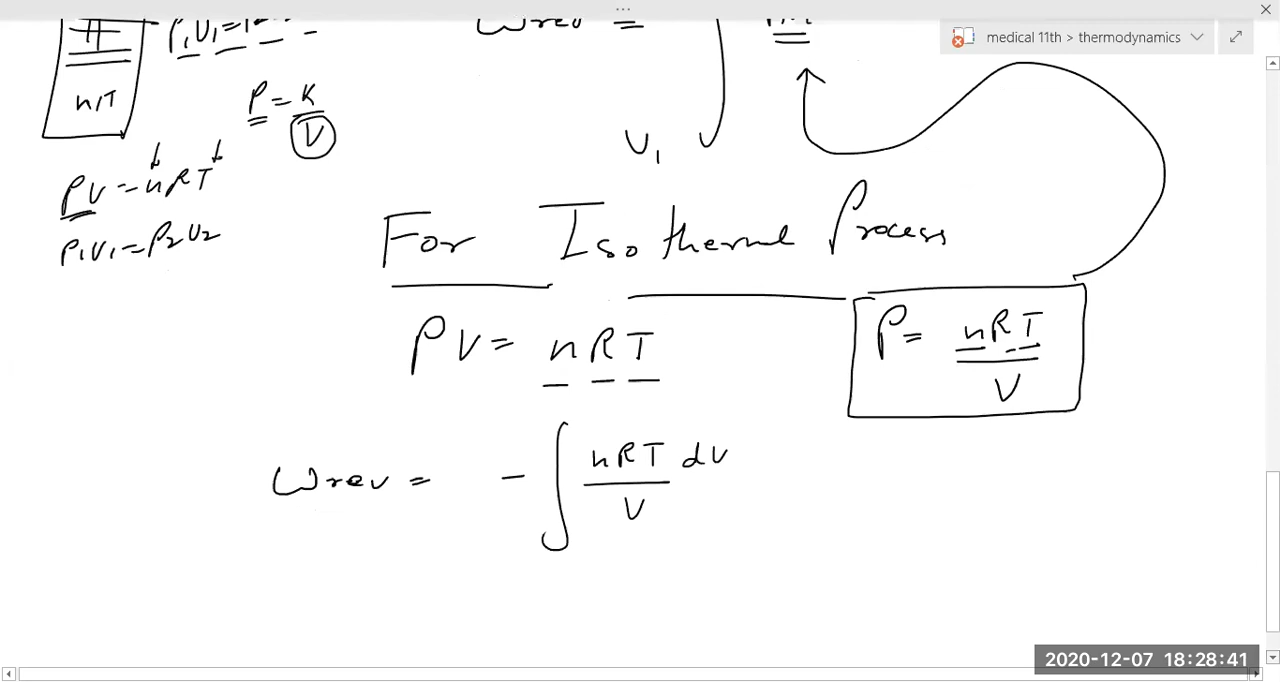 medical 11th > thermodynamics
P₁V₁=
Wrev =
n,T
P=K/V
V₁
PV=nRT
P₁V₁=P₂V₂
For Isothermal Process
PV= nRT
P= nRT/V
Wrev = -∫ nRT/V dV
2020-12-07 18:28:41